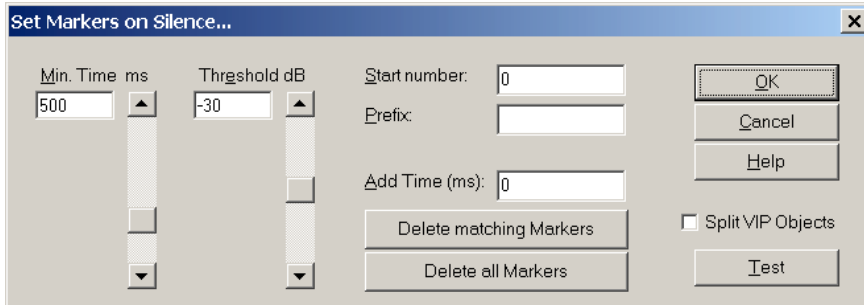 Set Markers on Silence...
Min. Time ms
500
Threshold dB
-30
Start number:
0
Prefix:
Add Time (ms):
0
Delete matching Markers
Delete all Markers
OK
Cancel
Help
Split VIP Objects
Test